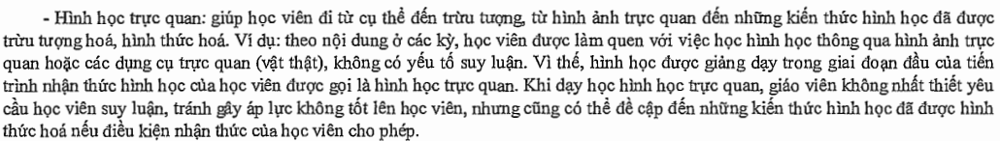 - Hình học trực quan: giúp học viên đi từ cụ thể đến trừu tượng, từ hình ảnh trực quan đến những kiến thức hình học đã được
trừu tượng hoá, hình thức hoá. Ví dụ: theo nội dung ở các kỳ, học viên được làm quen với việc học hình học thông qua hình ảnh trực
quan hoặc các dụng cụ trực quan (vật thật), không có yếu tố suy luận. Vì thế, hình học được giảng dạy trong giai đoạn đầu của tiến
trình nhận thức hình học của học viên được gọi là hình học trực quan. Khi dạy học hình học trực quan, giáo viên không nhất thiết yêu
cầu học viên suy luận, tránh gây áp lực không tốt lên học viên, nhưng cũng có thể đề cập đến những kiến thức hình học đã được hình
thức hoá nếu điều kiện nhận thức của học viên cho phép.